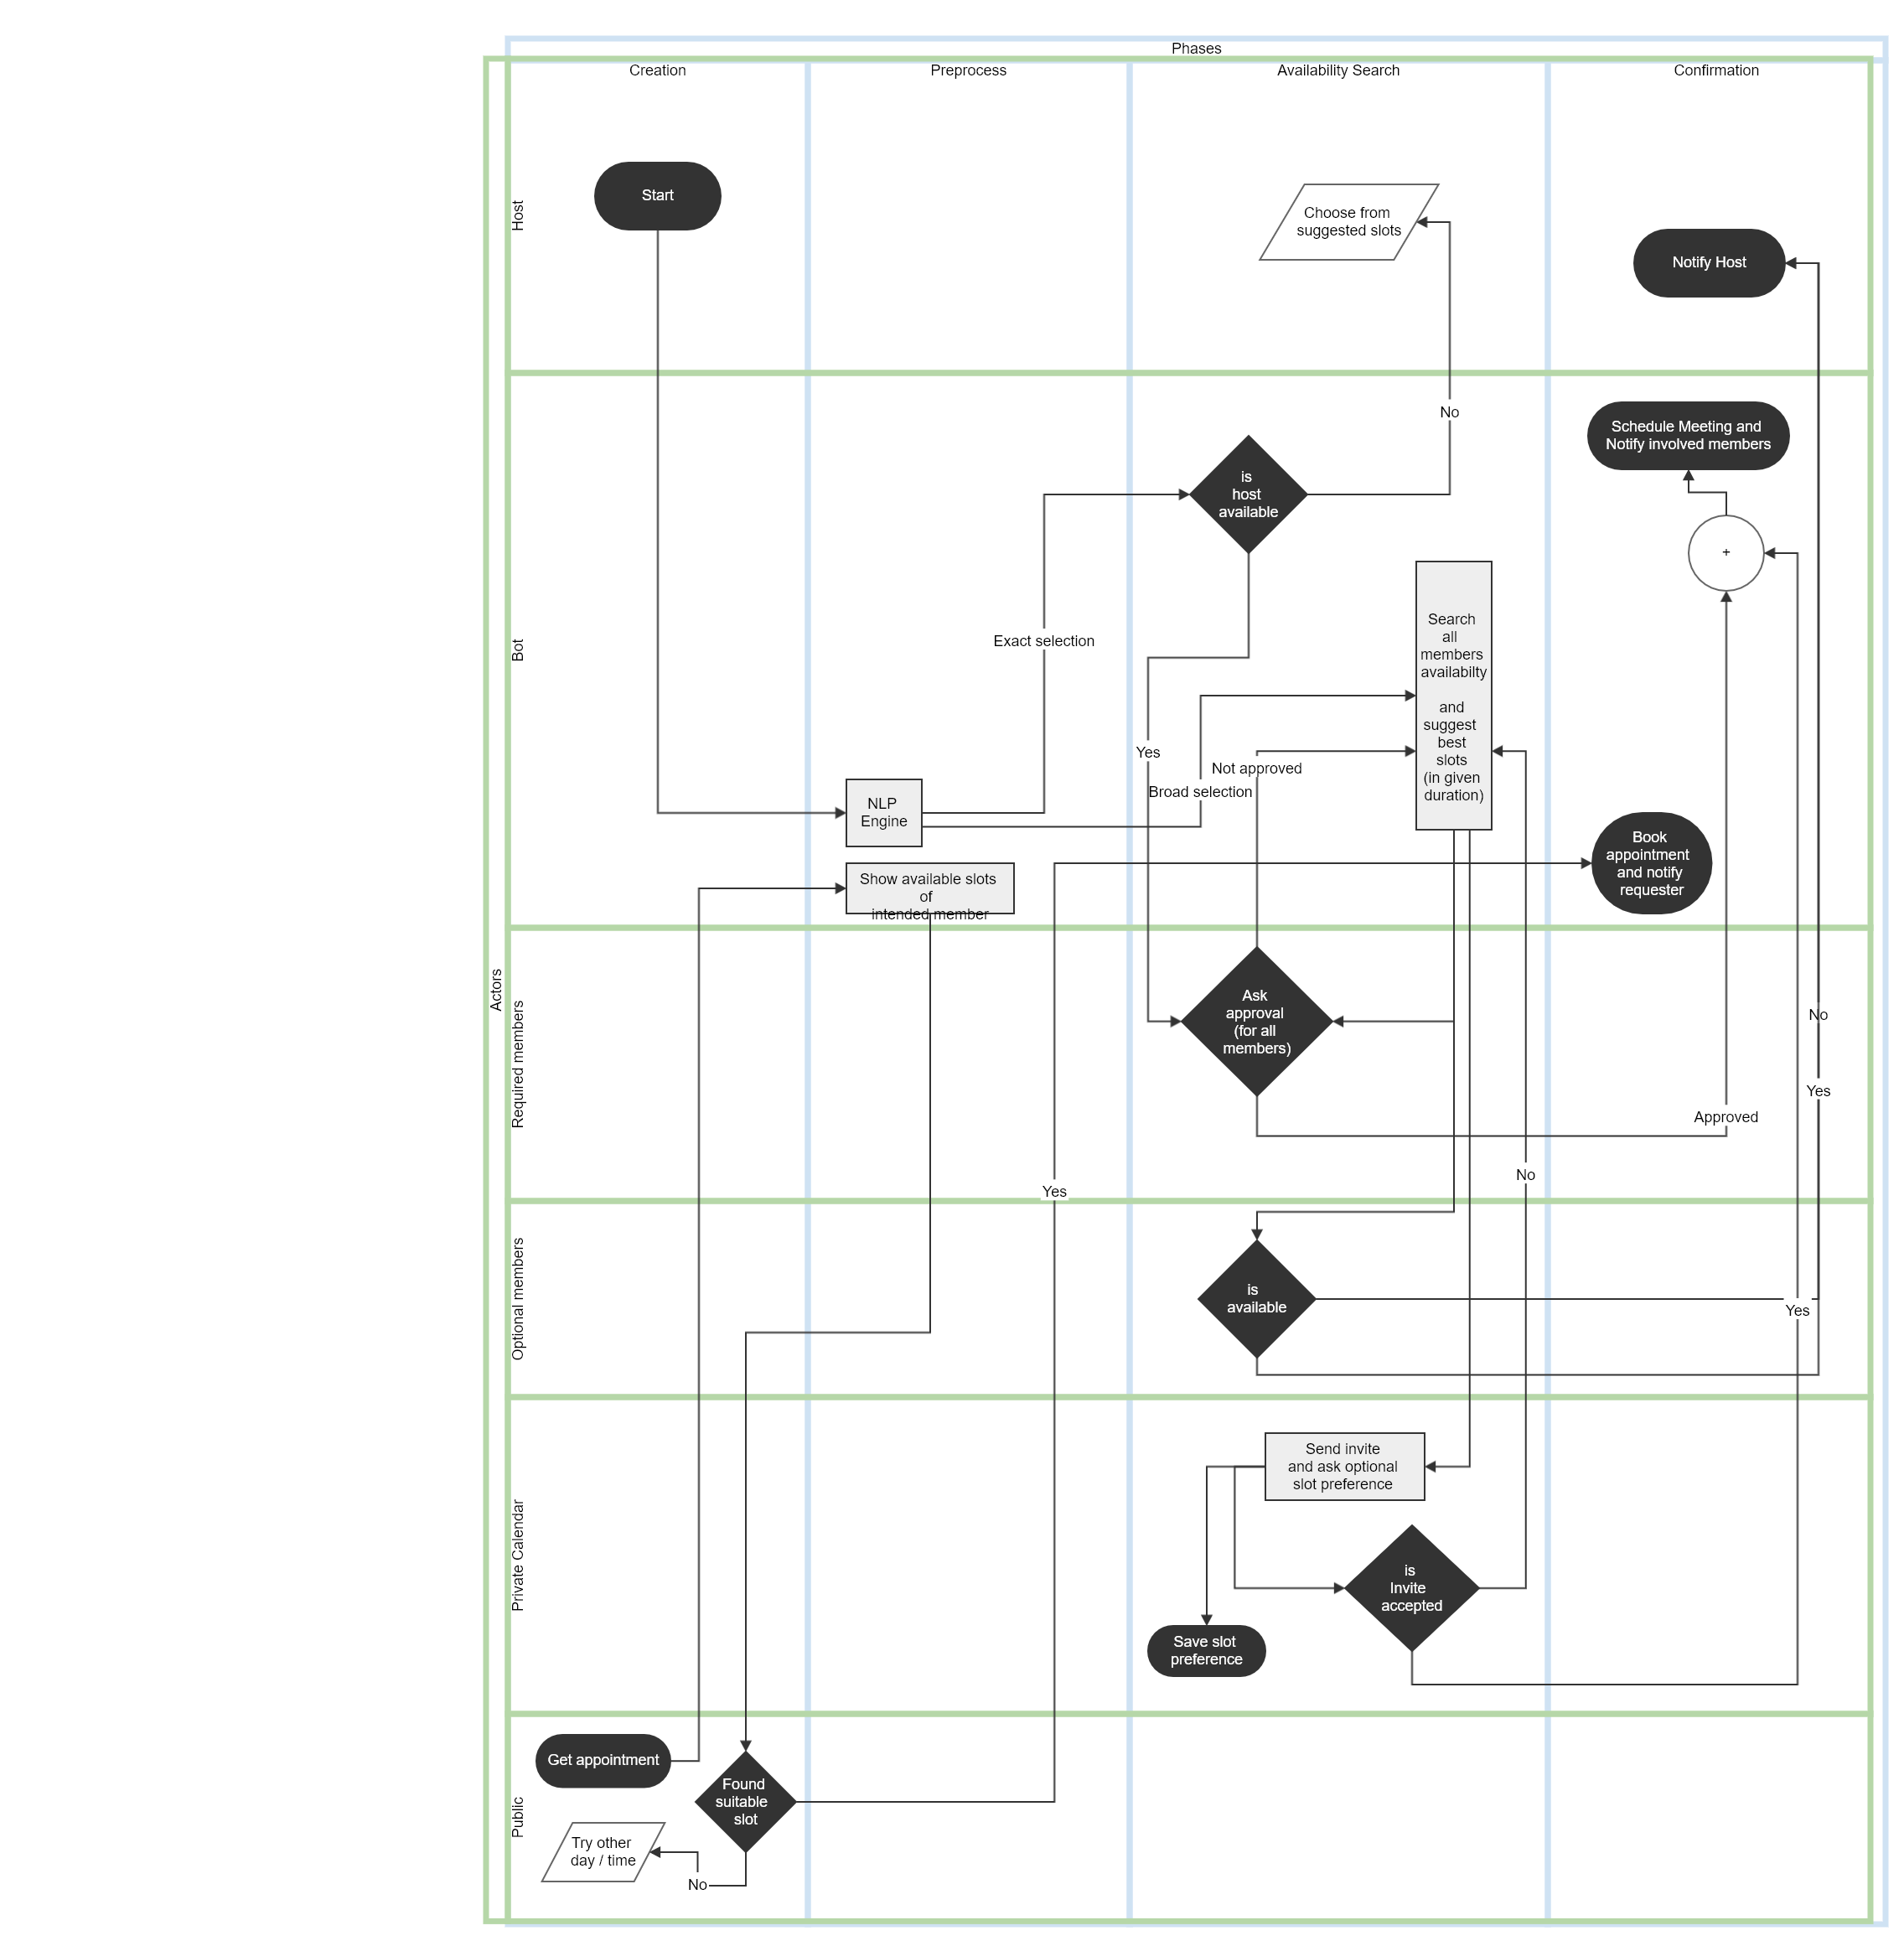 Phases
Creation
Preprocess
Availability Search
Confirmation
Actors
Host
Start
Choose from
suggested slots
Notify Host
Bot
No
Schedule Meeting and
Notify involved members
is
host
available
+
Exact selection
Search
all
members
availabilty
and
suggest
best
slots
(in given
duration)
Yes
Not approved
Broad selection
NLP
Engine
Show available slots
of
intended member
Book
appointment
and notify
requester
Required members
Ask
approval
(for all
members)
No
Yes
Approved
No
Yes
Optional members
is
available
Yes
Private Calendar
Send invite
and ask optional
slot preference
is
Invite
accepted
Save slot
preference
Public
Get appointment
Found
suitable
slot
Try other
day / time
No